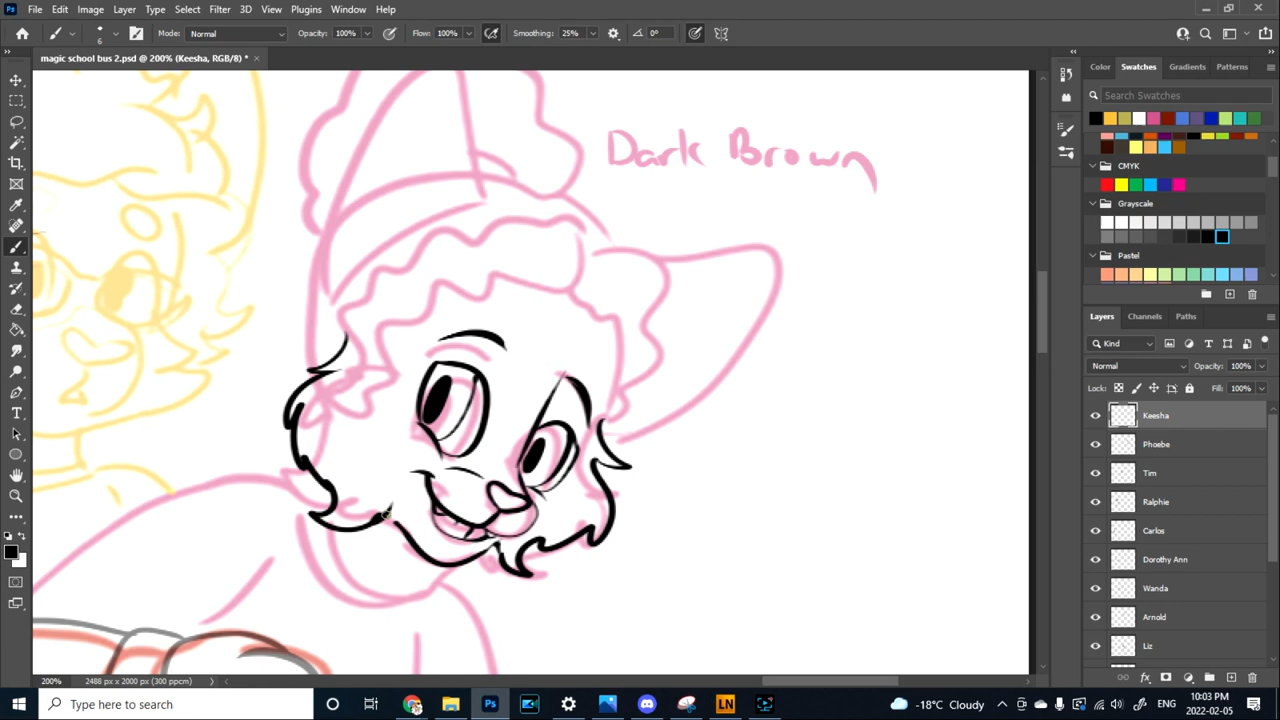 File Edit Image Layer Type Select Filter 3D View Plugins Window Help
6 Mode: Normal Opacity: 100% Flow: 100% Smoothing: 25% 0°
magic school bus 2.psd @ 200% (Keesha, RGB/8) * ×
Dark Brown
Color Swatches Gradients Patterns
Search Swatches
CMYK
Grayscale
Pastel
Layers Channels Paths
Kind
Normal Opacity: 100%
Lock: Fill: 100%
Keesha
Phoebe
Tim
Ralphie
Carlos
Dorothy Ann
Wanda
Arnold
Liz
200% 2486 px x 2000 px (300 ppcm)
Type here to search
-18°C Cloudy
ENG
10:03 PM
2022-02-05